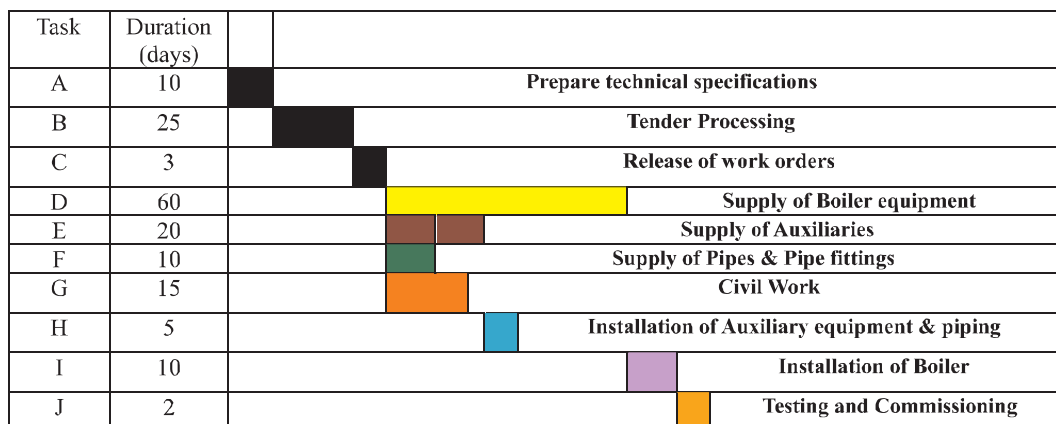 Task Duration
(days)
A 10 Prepare technical specifications
B 25 Tender Processing
C 3 Release of work orders
D 60 Supply of Boiler equipment
E 20 Supply of Auxiliaries
F 10 Supply of Pipes & Pipe fittings
G 15 Civil Work
H 5 Installation of Auxiliary equipment & piping
I 10 Installation of Boiler
J 2 Testing and Commissioning